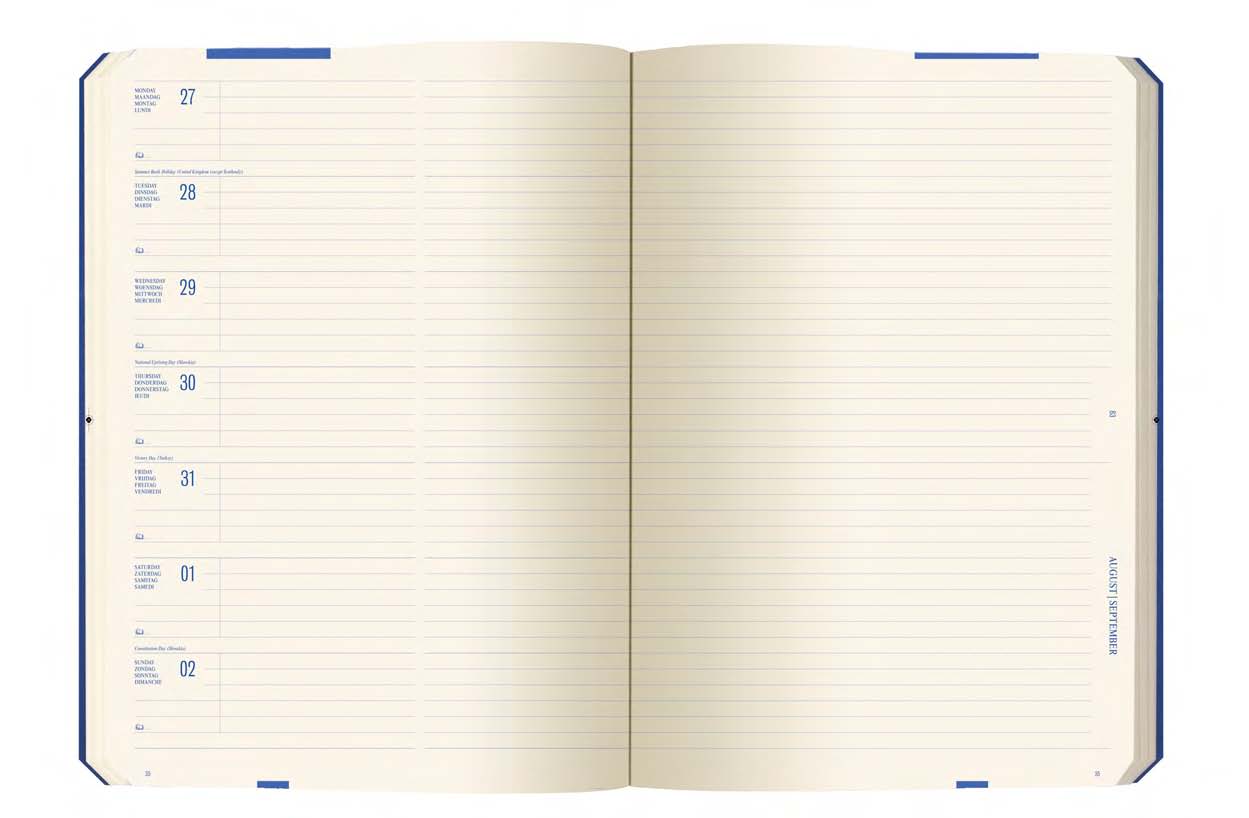 MONDAY
MAANDAG
MONTAG
LUNDI
27
Summer Bank Holiday (United Kingdom except Scotland)
TUESDAY
DINSDAG
DIENSTAG
MARDI
28
WEDNESDAY
WOENSDAG
MITTWOCH
MERCREDI
29
National Uprising Day (Slovakia)
THURSDAY
DONDERDAG
DONNERSTAG
JEUDI
30
Victory Day (Turkey)
FRIDAY
VRIJDAG
FREITAG
VENDREDI
31
SATURDAY
ZATERDAG
SAMSTAG
SAMEDI
01
Constitution Day (Slovakia)
SUNDAY
ZONDAG
SONNTAG
DIMANCHE
02
35
AUGUST | SEPTEMBER
35